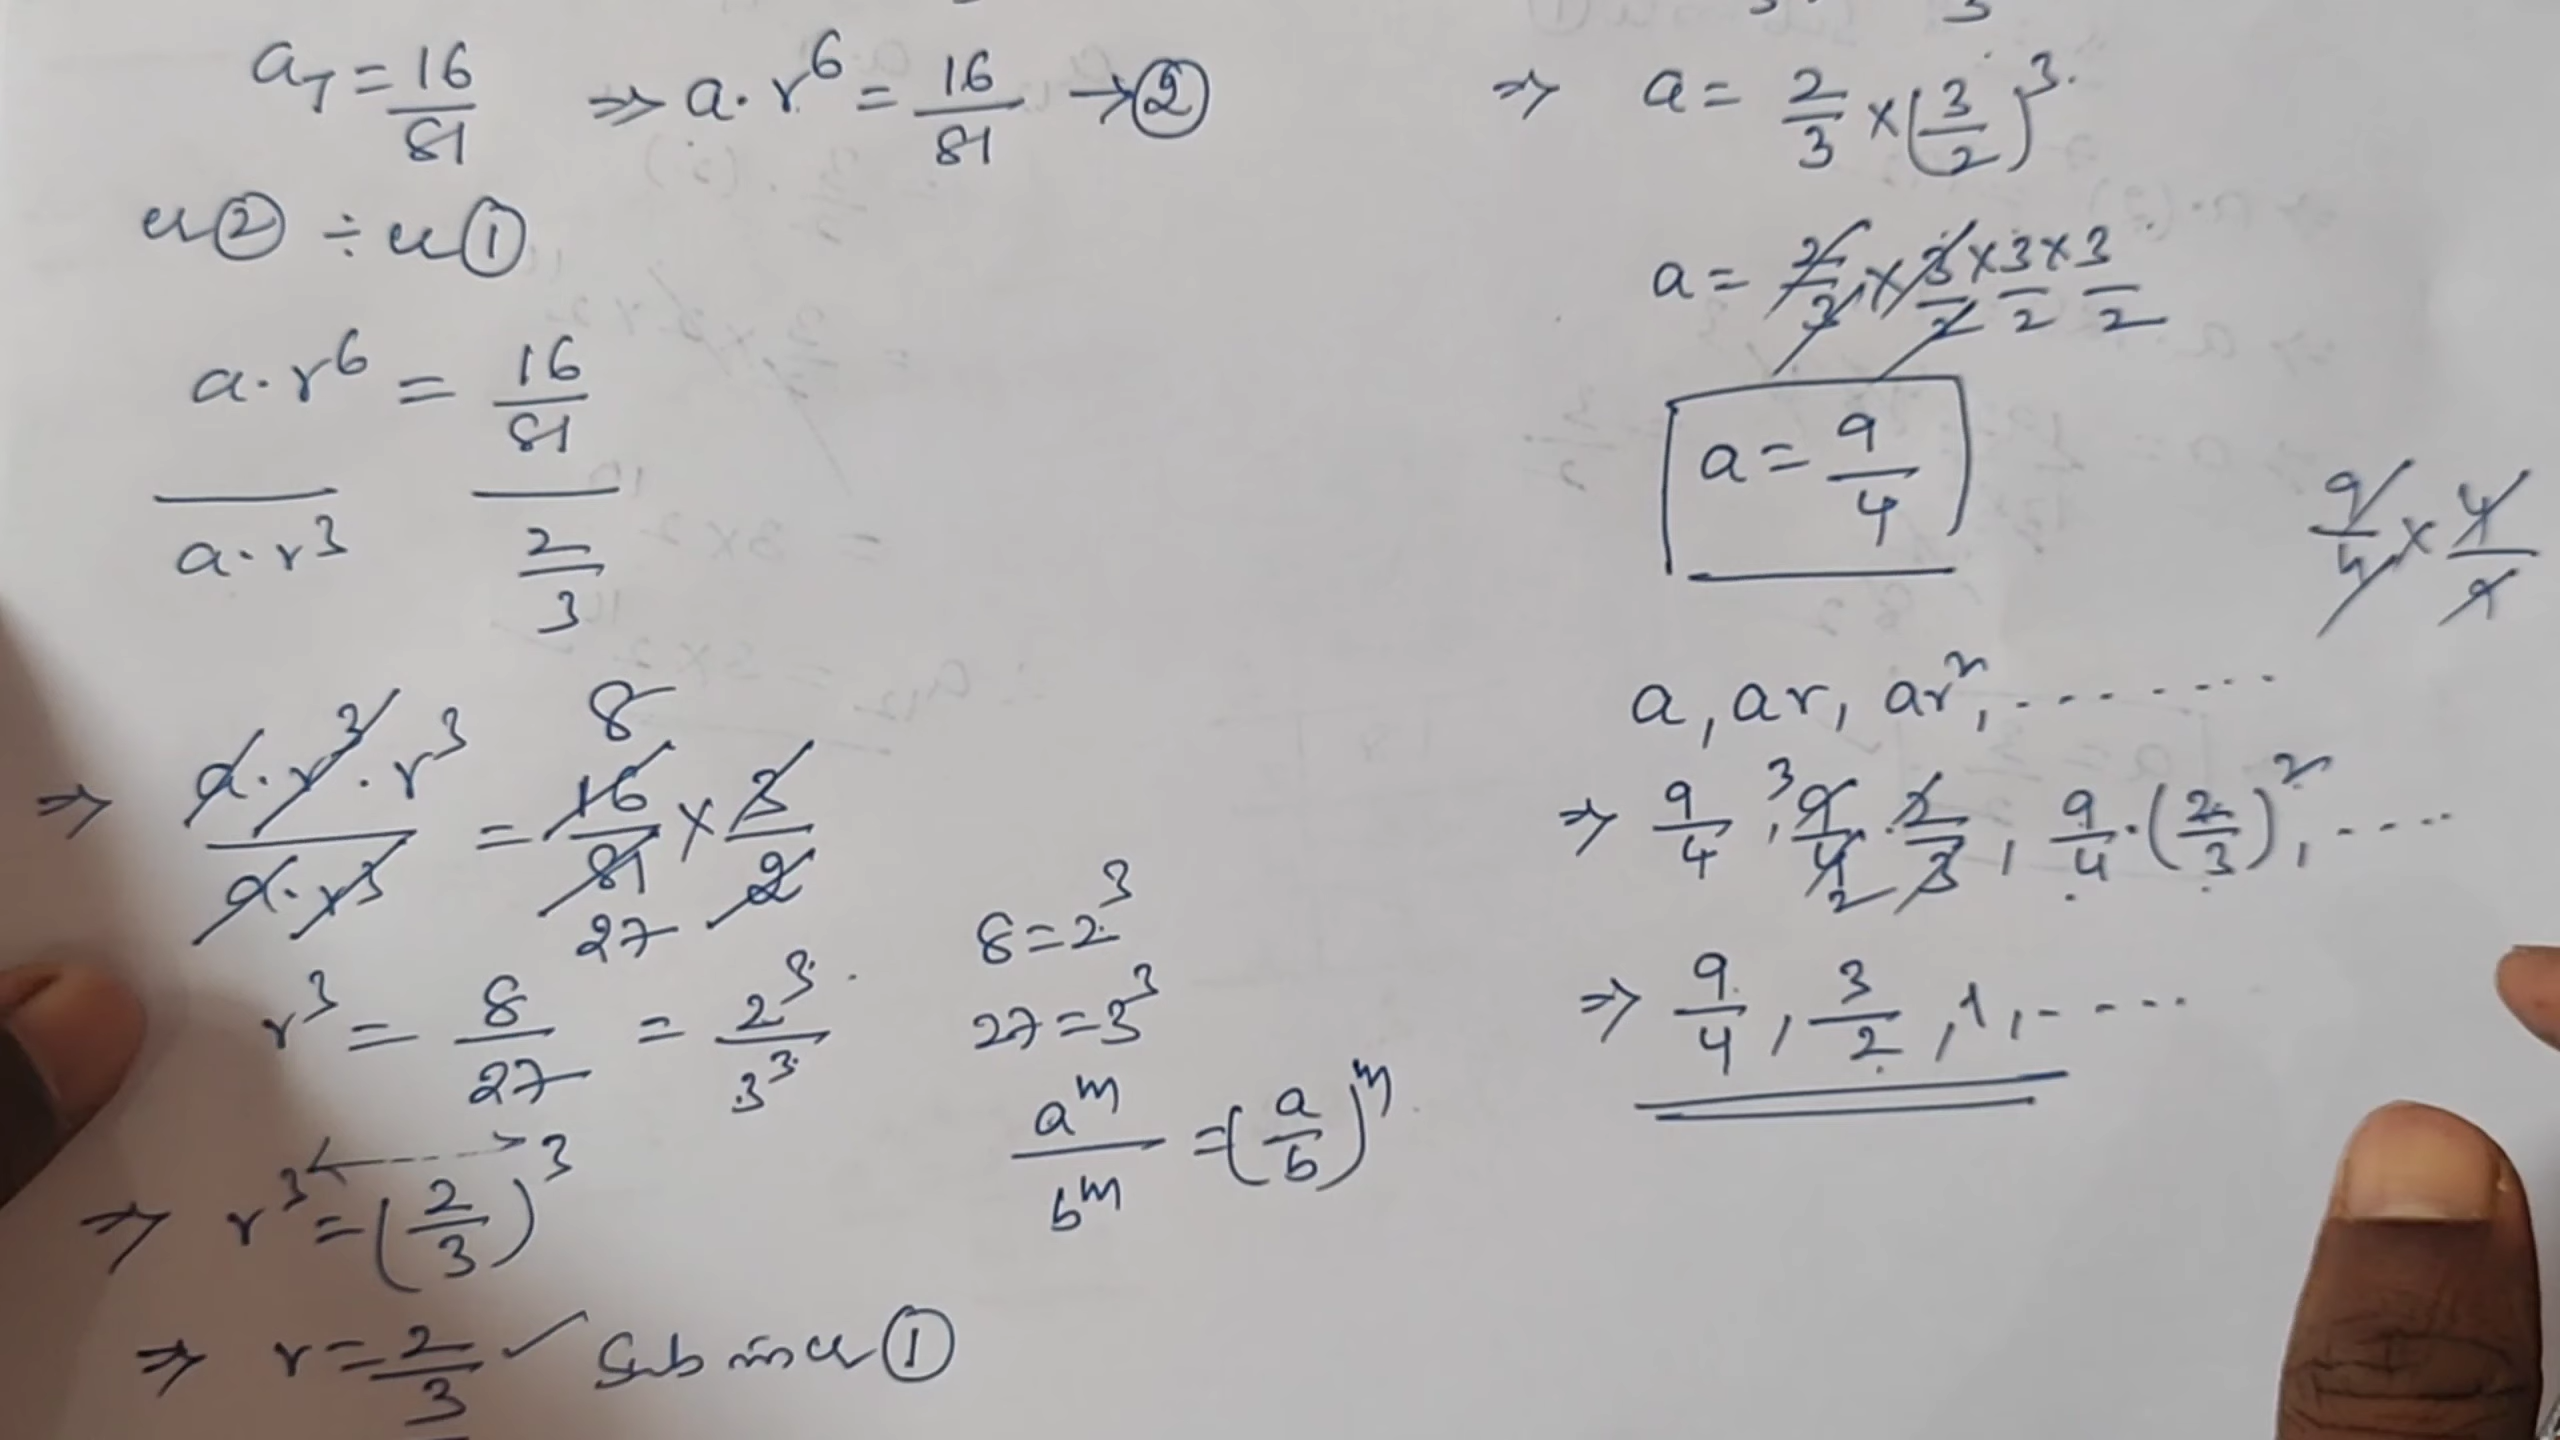 a₇ = 16/81 ⇒ a · r⁶ = 16/81 → ②
② ÷ ①
a · r⁶ / a · r³ = 16/81 / 2/3
⇒ a · r³ · r³ / a · r³ = 16/81 × 3/2
8
27
r³ = 8/27 = 2³/3³
8 = 2³
27 = 3³
aᵐ/bᵐ = (a/b)ᵐ
⇒ r³ = (2/3)³
⇒ r = 2/3 ✓ Sub in ①
⇒ a = 2/3 × (3/2)³
a = 2/3 × 3/2 × 3/2 × 3/2
a = 9/4
9/4 × 4/9
a, ar, ar², ........
⇒ 9/4, 9/4 · 2/3, 9/4 · (2/3)², ....
3
2
⇒ 9/4, 3/2, 1, .....